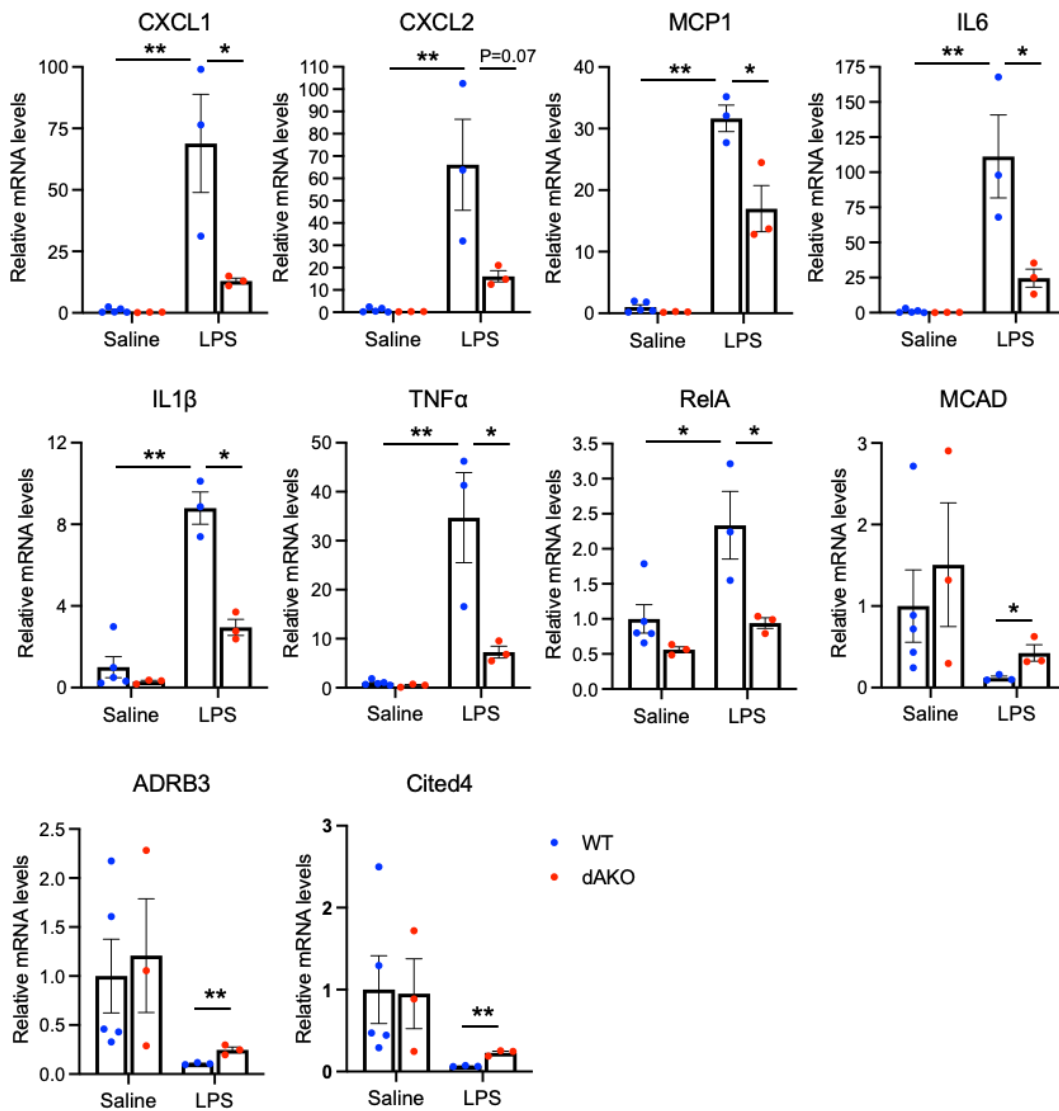 CXCL1 CXCL2 MCP1 IL6
** * ** P=0.07 ** * ** *
Relative mRNA levels Relative mRNA levels Relative mRNA levels Relative mRNA levels
100 75 50 25 0
110 100 90 80 70 60 50 40 30 20 10 0
40 30 20 10 0
175 150 125 100 75 50 25 0
Saline LPS Saline LPS Saline LPS Saline LPS
IL1β TNFα RelA MCAD
** * ** * * * *
Relative mRNA levels Relative mRNA levels Relative mRNA levels Relative mRNA levels
12 8 4 0
50 40 30 20 10 0
3.5 3.0 2.5 2.0 1.5 1.0 0.5 0.0
3 2 1 0
Saline LPS Saline LPS Saline LPS Saline LPS
ADRB3 Cited4
** **
Relative mRNA levels Relative mRNA levels
2.5 2.0 1.5 1.0 0.5 0.0
3 2 1 0
Saline LPS Saline LPS
WT
dAKO